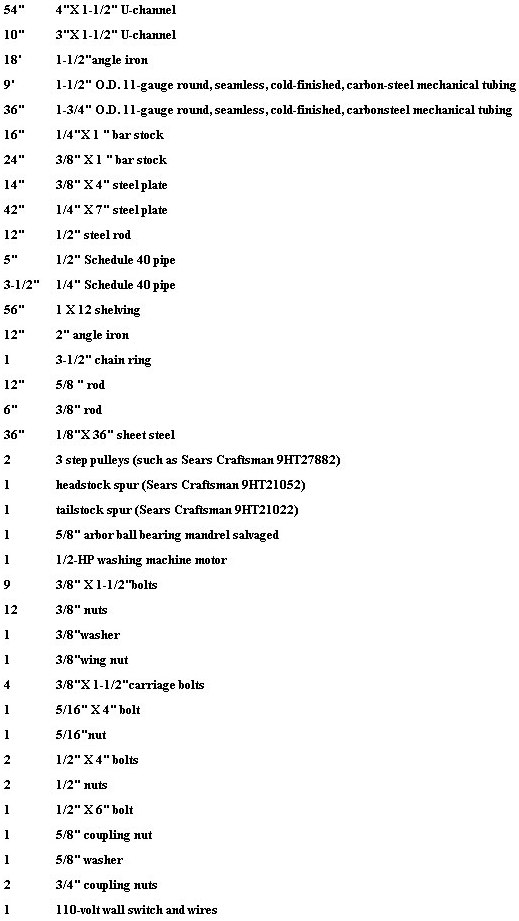 54" 4"X 1-1/2" U-channel
10" 3"X 1-1/2" U-channel
18' 1-1/2"angle iron
9' 1-1/2" O.D. 11-gauge round, seamless, cold-finished, carbon-steel mechanical tubing
36" 1-3/4" O.D. 11-gauge round, seamless, cold-finished, carbonsteel mechanical tubing
16" 1/4"X 1 " bar stock
24" 3/8" X 1 " bar stock
14" 3/8" X 4" steel plate
42" 1/4" X 7" steel plate
12" 1/2" steel rod
5" 1/2" Schedule 40 pipe
3-1/2" 1/4" Schedule 40 pipe
56" 1 X 12 shelving
12" 2" angle iron
1 3-1/2" chain ring
12" 5/8 " rod
6" 3/8" rod
36" 1/8"X 36" sheet steel
2 3 step pulleys (such as Sears Craftsman 9HT27882)
1 headstock spur (Sears Craftsman 9HT21052)
1 tailstock spur (Sears Craftsman 9HT21022)
1 5/8" arbor ball bearing mandrel salvaged
1 1/2-HP washing machine motor
9 3/8" X 1-1/2"bolts
12 3/8" nuts
1 3/8"washer
1 3/8"wing nut
4 3/8"X 1-1/2"carriage bolts
1 5/16" X 4" bolt
1 5/16"nut
2 1/2" X 4" bolts
2 1/2" nuts
1 1/2" X 6" bolt
1 5/8" coupling nut
1 5/8" washer
2 3/4" coupling nuts
1 110-volt wall switch and wires